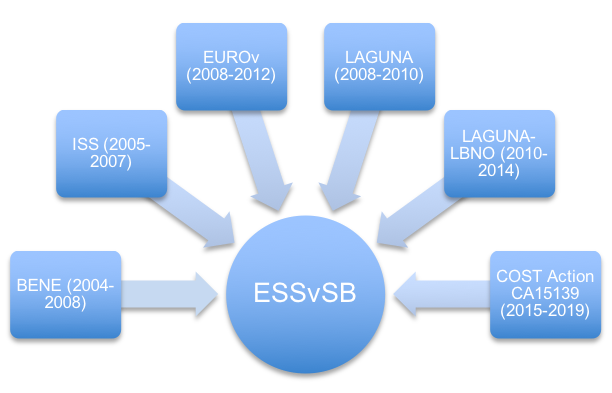 EUROν
(2008-2012)
LAGUNA
(2008-2010)
ISS (2005-
2007)
LAGUNA-
LBNO (2010-
2014)
BENE (2004-
2008)
ESSνSB
COST Action
CA15139
(2015-2019)